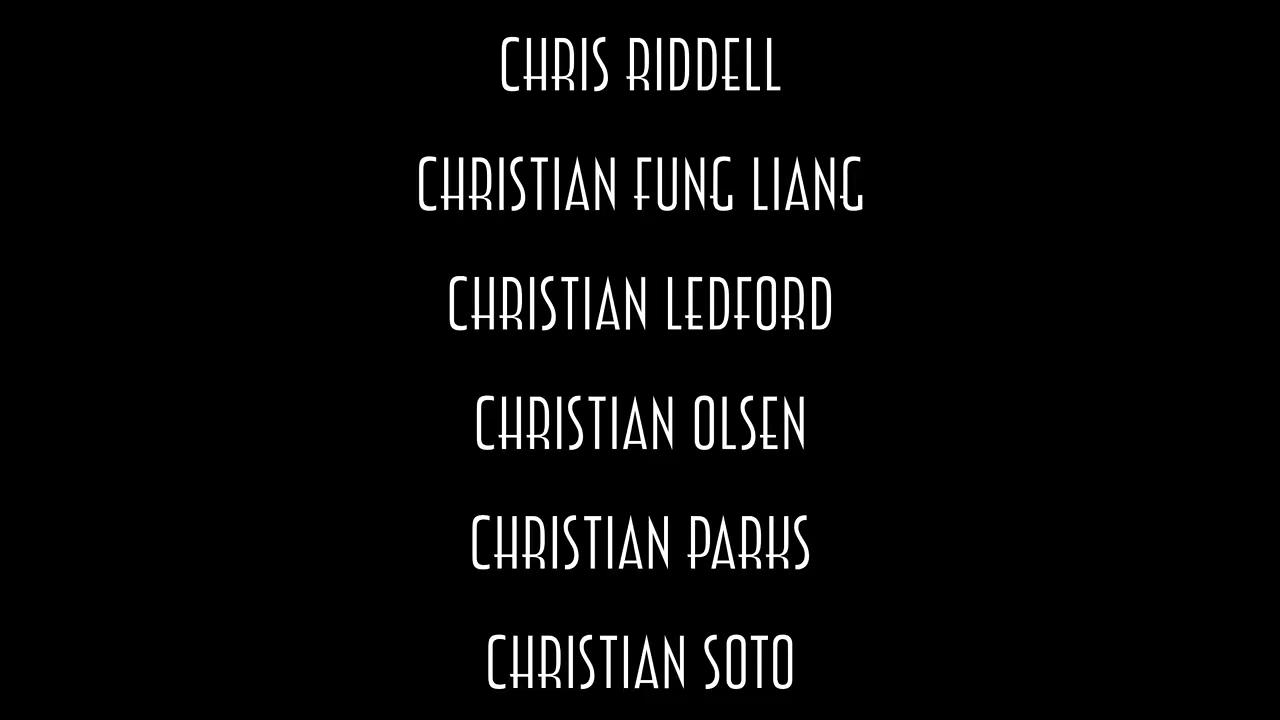 CHRIS RIDDELL
CHRISTIAN FUNG LIANG
CHRISTIAN LEDFORD
CHRISTIAN OLSEN
CHRISTIAN PARKS
CHRISTIAN SOTO